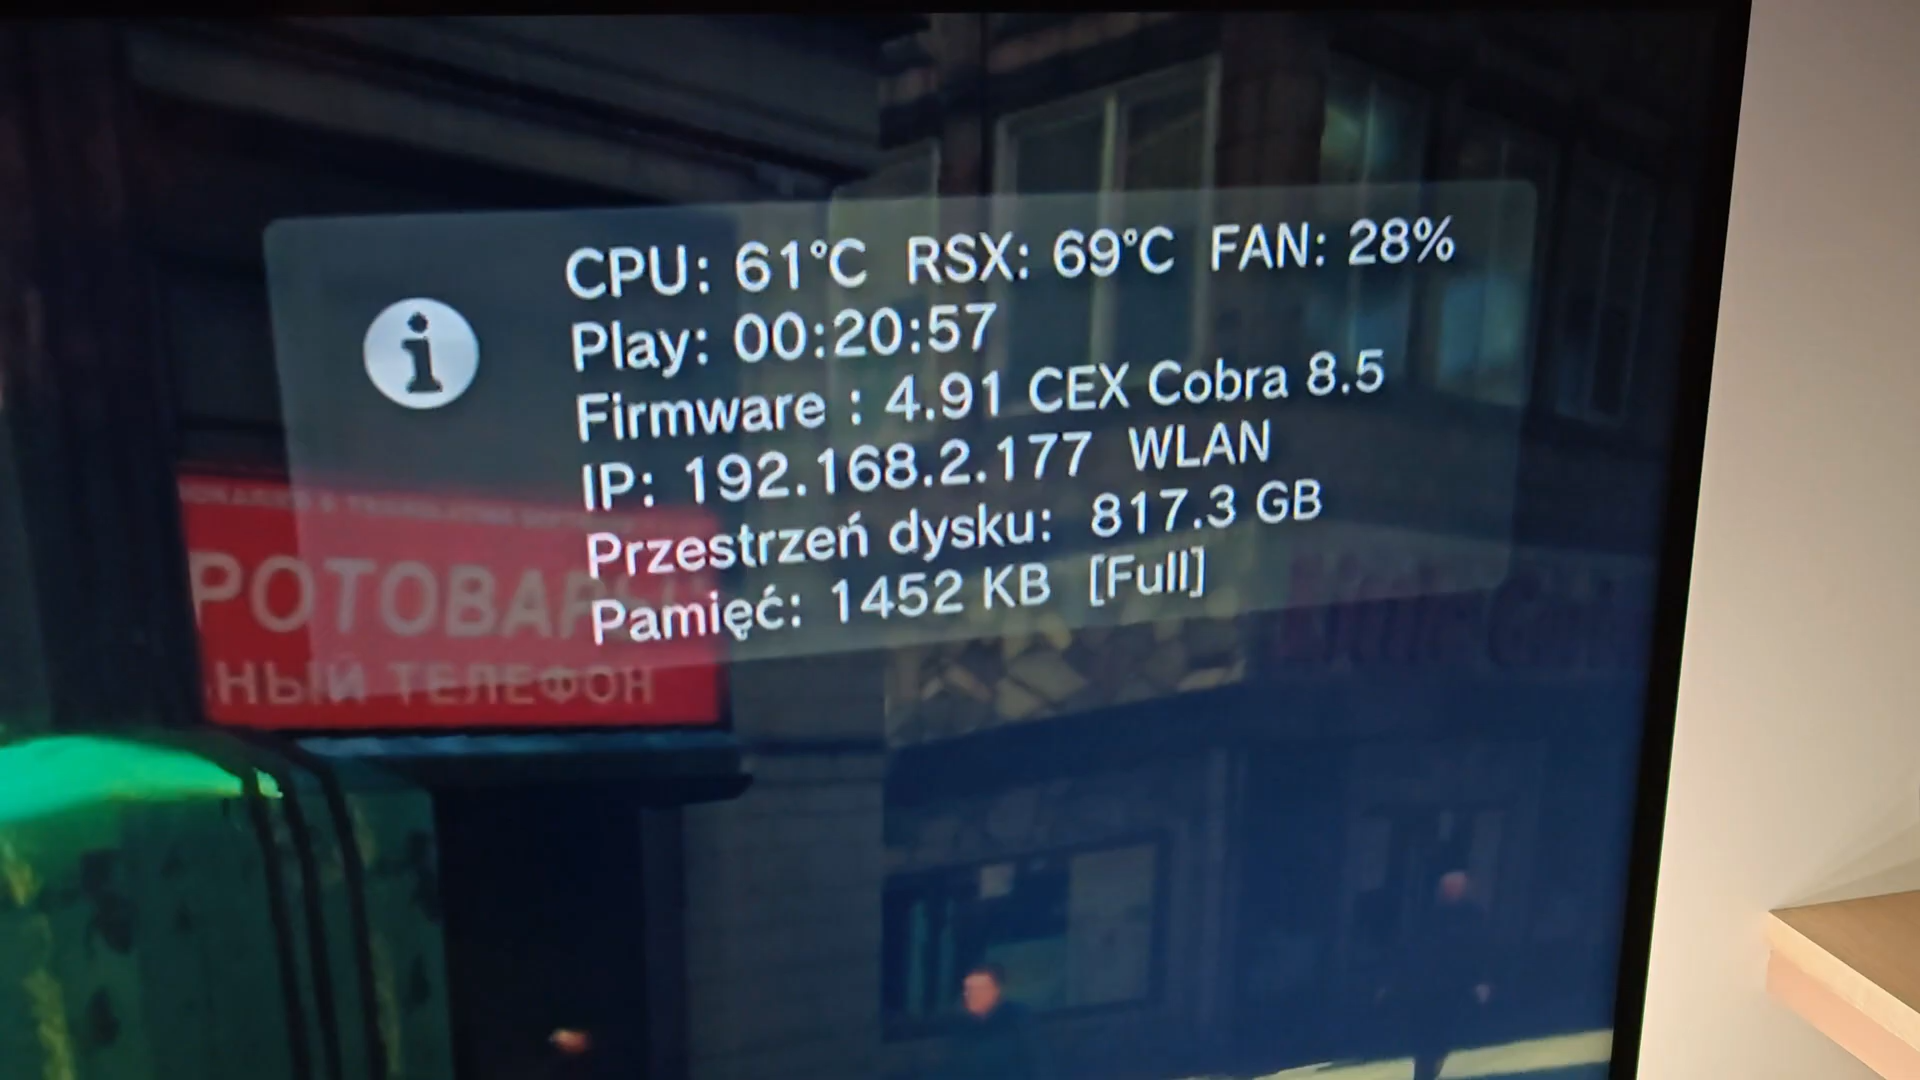 CPU: 61°C RSX: 69°C FAN: 28%
Play: 00:20:57
Firmware : 4.91 CEX Cobra 8.5
IP: 192.168.2.177 WLAN
Przestrzeń dysku: 817.3 GB
Pamięć: 1452 KB [Full]
НЫЙ ТЕЛЕФОН